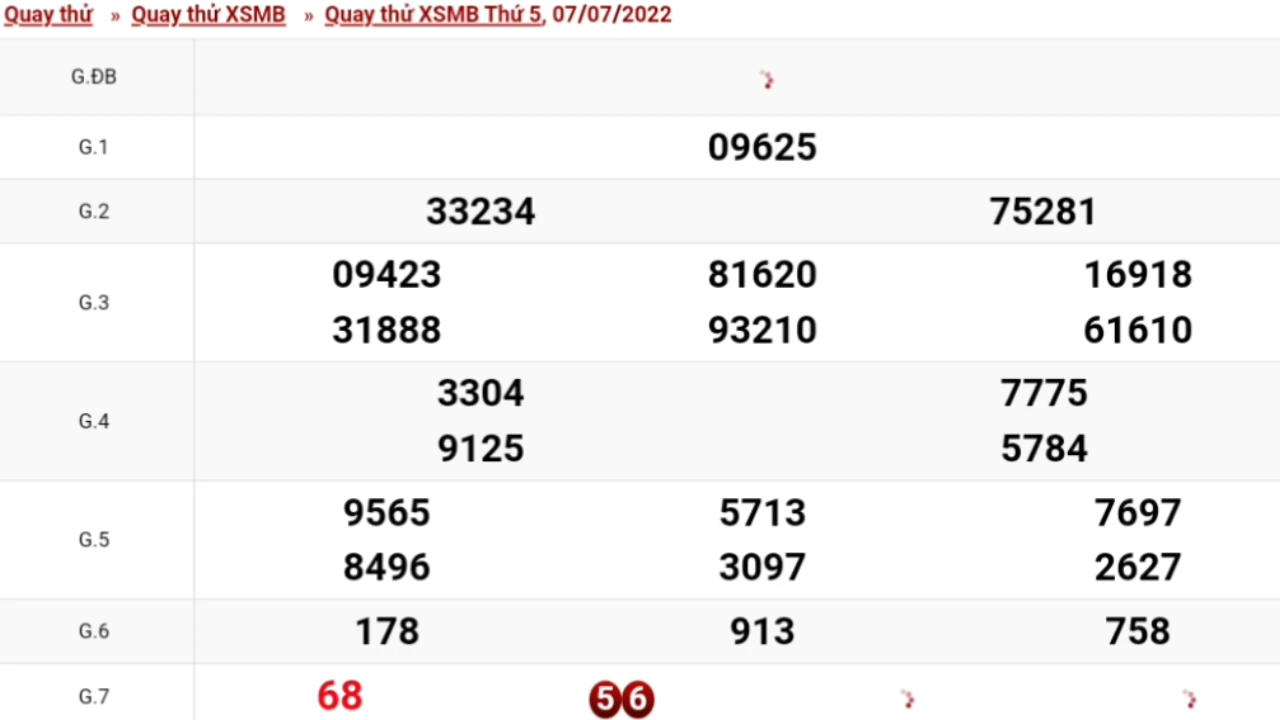 Quay thử » Quay thử XSMB » Quay thử XSMB Thứ 5, 07/07/2022
G.ĐB
G.1 09625
G.2 33234 75281
G.3
09423 81620 16918
31888 93210 61610
G.4
3304 7775
9125 5784
G.5
9565 5713 7697
8496 3097 2627
G.6 178 913 758
G.7 68 56